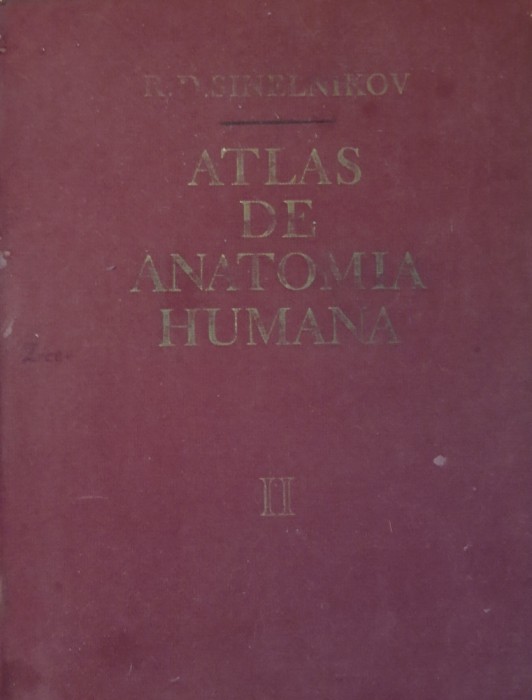 R.D.SINELNIKOV
ATLAS
DE
ANATOMIA
HUMANA
II